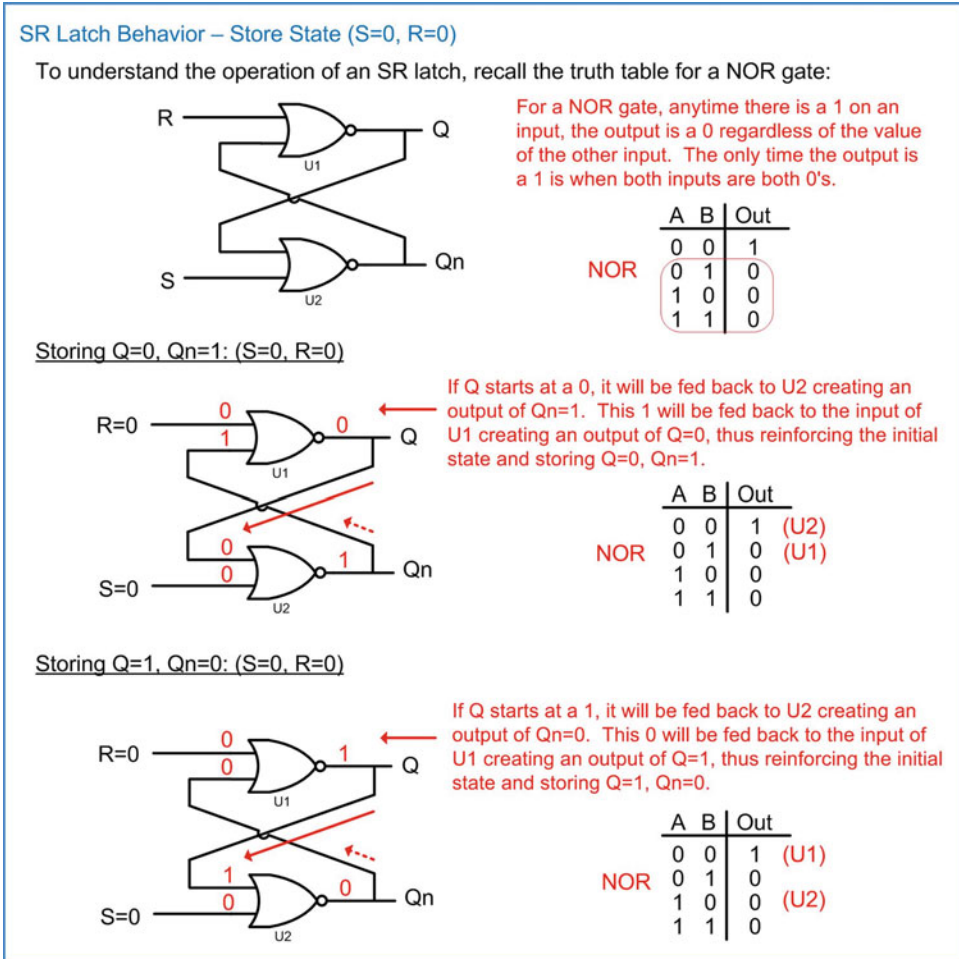 SR Latch Behavior – Store State (S=0, R=0)
To understand the operation of an SR latch, recall the truth table for a NOR gate:
R
U1
Q
S
U2
Qn
For a NOR gate, anytime there is a 1 on an
input, the output is a 0 regardless of the value
of the other input. The only time the output is
a 1 is when both inputs are both 0's.
NOR
A B Out
0 0 1
0 1 0
1 0 0
1 1 0
Storing Q=0, Qn=1: (S=0, R=0)
R=0
0
1
U1
0
Q
0
0
S=0
U2
1
Qn
If Q starts at a 0, it will be fed back to U2 creating an
output of Qn=1. This 1 will be fed back to the input of
U1 creating an output of Q=0, thus reinforcing the initial
state and storing Q=0, Qn=1.
NOR
A B Out
0 0 1 (U2)
0 1 0 (U1)
1 0 0
1 1 0
Storing Q=1, Qn=0: (S=0, R=0)
R=0
0
0
U1
1
Q
1
0
S=0
U2
0
Qn
If Q starts at a 1, it will be fed back to U2 creating an
output of Qn=0. This 0 will be fed back to the input of
U1 creating an output of Q=1, thus reinforcing the initial
state and storing Q=1, Qn=0.
NOR
A B Out
0 0 1 (U1)
0 1 0
1 0 0 (U2)
1 1 0